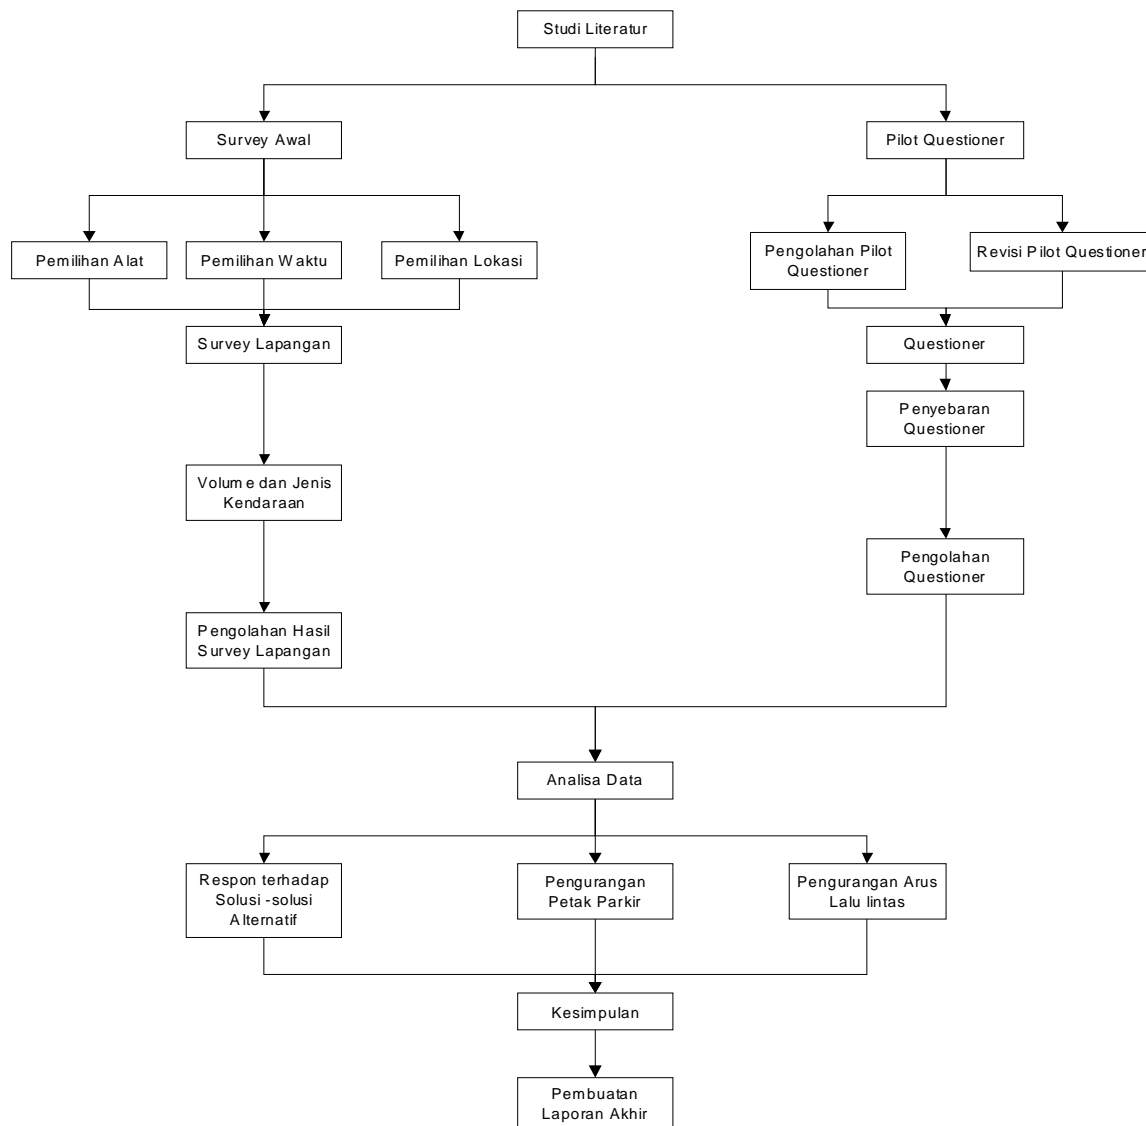 Studi Literatur
Survey Awal
Pilot Questioner
Pemilihan Alat
Pemilihan Waktu
Pemilihan Lokasi
Pengolahan Pilot
Questioner
Revisi Pilot Questioner
Survey Lapangan
Questioner
Penyebaran
Questioner
Volume dan Jenis
Kendaraan
Pengolahan
Questioner
Pengolahan Hasil
Survey Lapangan
Analisa Data
Respon terhadap
Solusi -solusi
Alternatif
Pengurangan
Petak Parkir
Pengurangan Arus
Lalu lintas
Kesimpulan
Pembuatan
Laporan Akhir